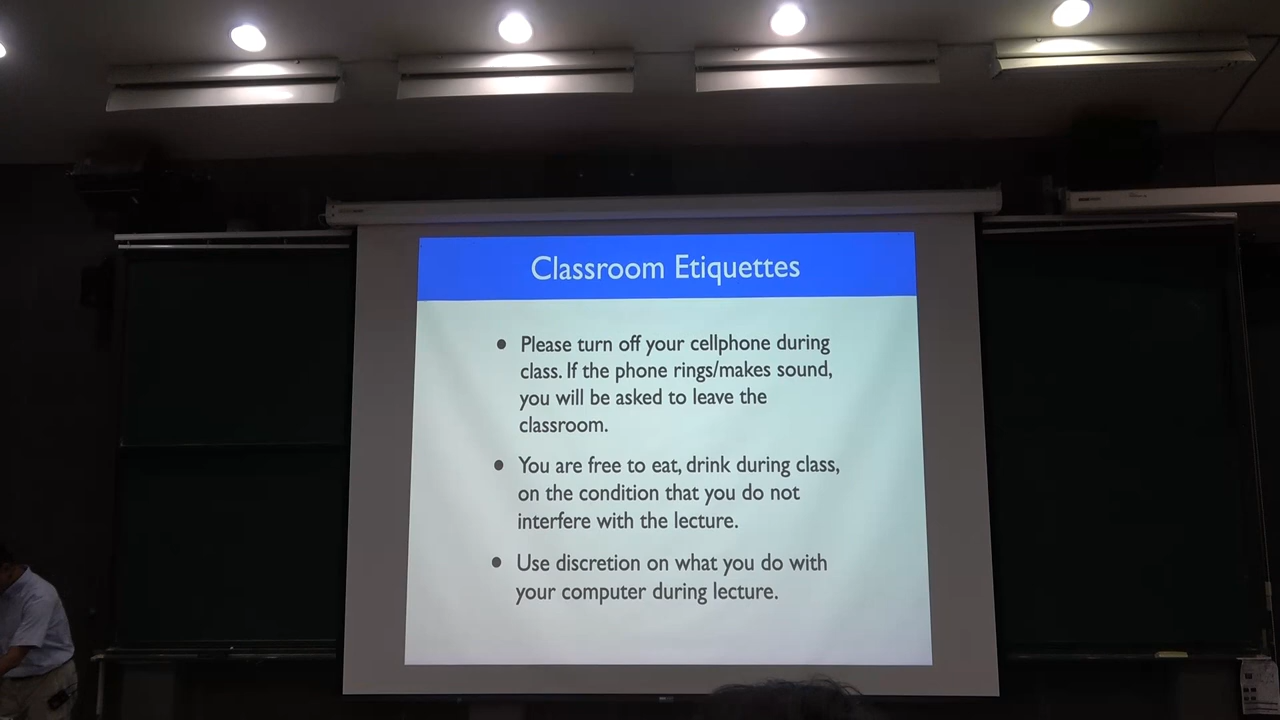 Classroom Etiquettes
• Please turn off your cellphone during
class. If the phone rings/makes sound,
you will be asked to leave the
classroom.
• You are free to eat, drink during class,
on the condition that you do not
interfere with the lecture.
• Use discretion on what you do with
your computer during lecture.